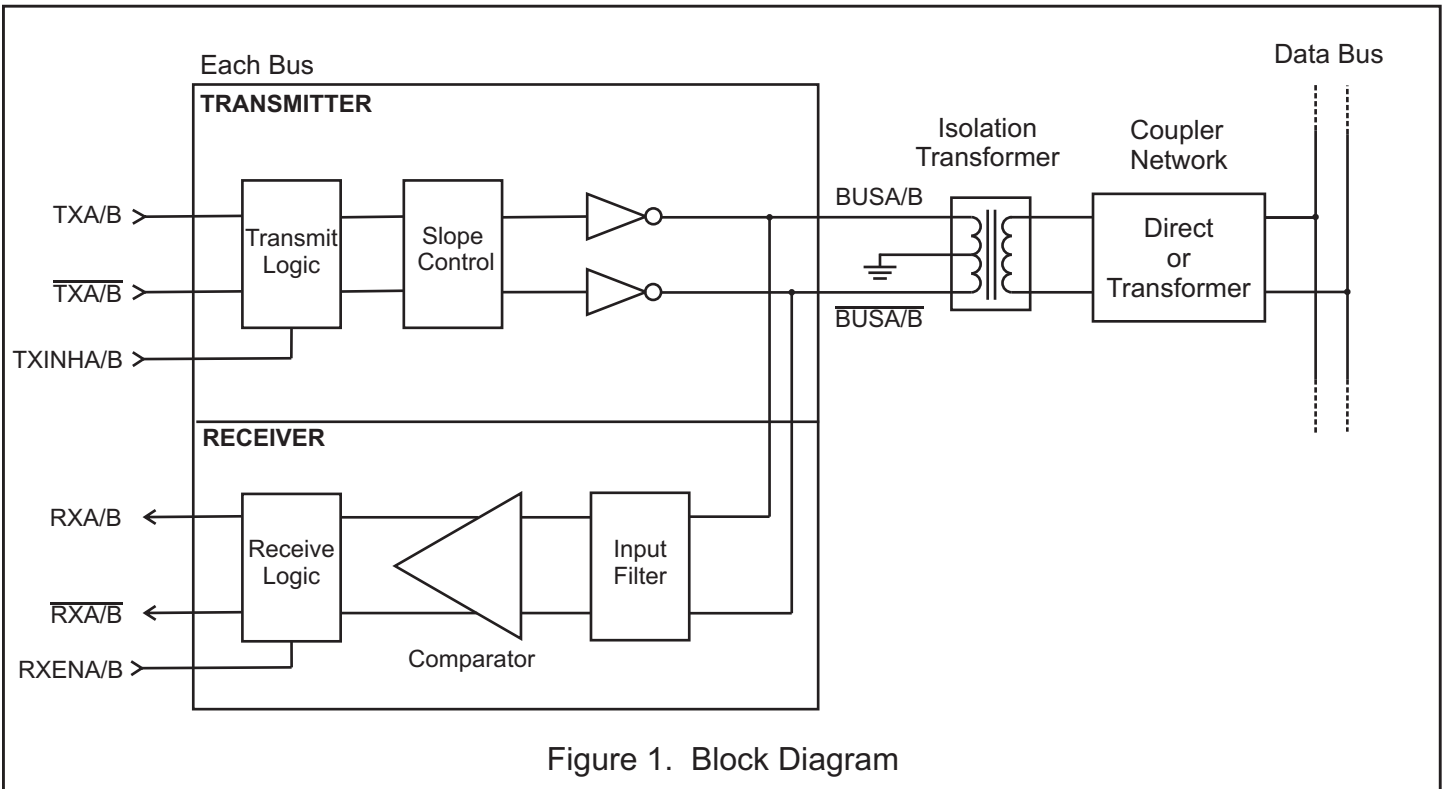 Each Bus
TRANSMITTER
Data Bus
Isolation
Transformer
Coupler
Network
TXA/B
TXA/B
TXINHA/B
Transmit
Logic
Slope
Control
BUSA/B
BUSA/B
Direct
or
Transformer
RECEIVER
RXA/B
RXA/B
RXENA/B
Receive
Logic
Comparator
Input
Filter
Figure 1. Block Diagram